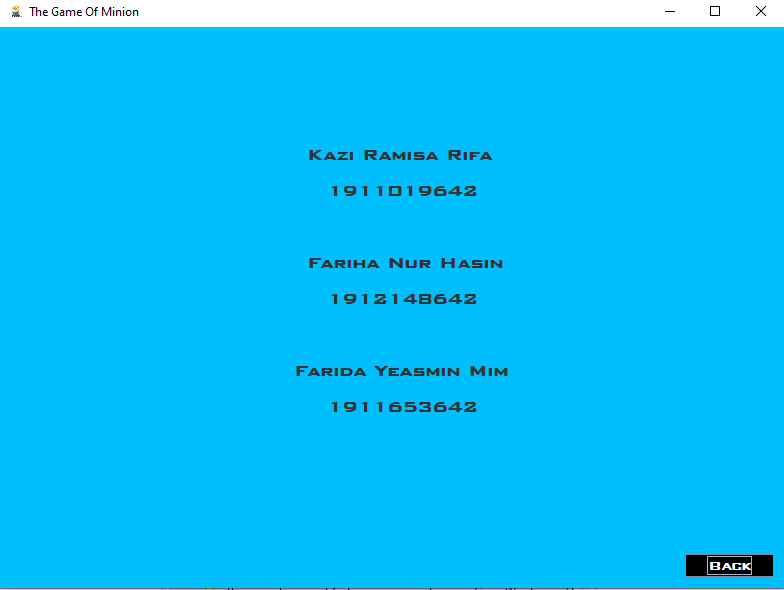 The Game Of Minion
Kazi Ramisa Rifa
1911019642
Fariha Nur Hasin
1912148642
Farida Yeasmin Mim
1911653642
Back